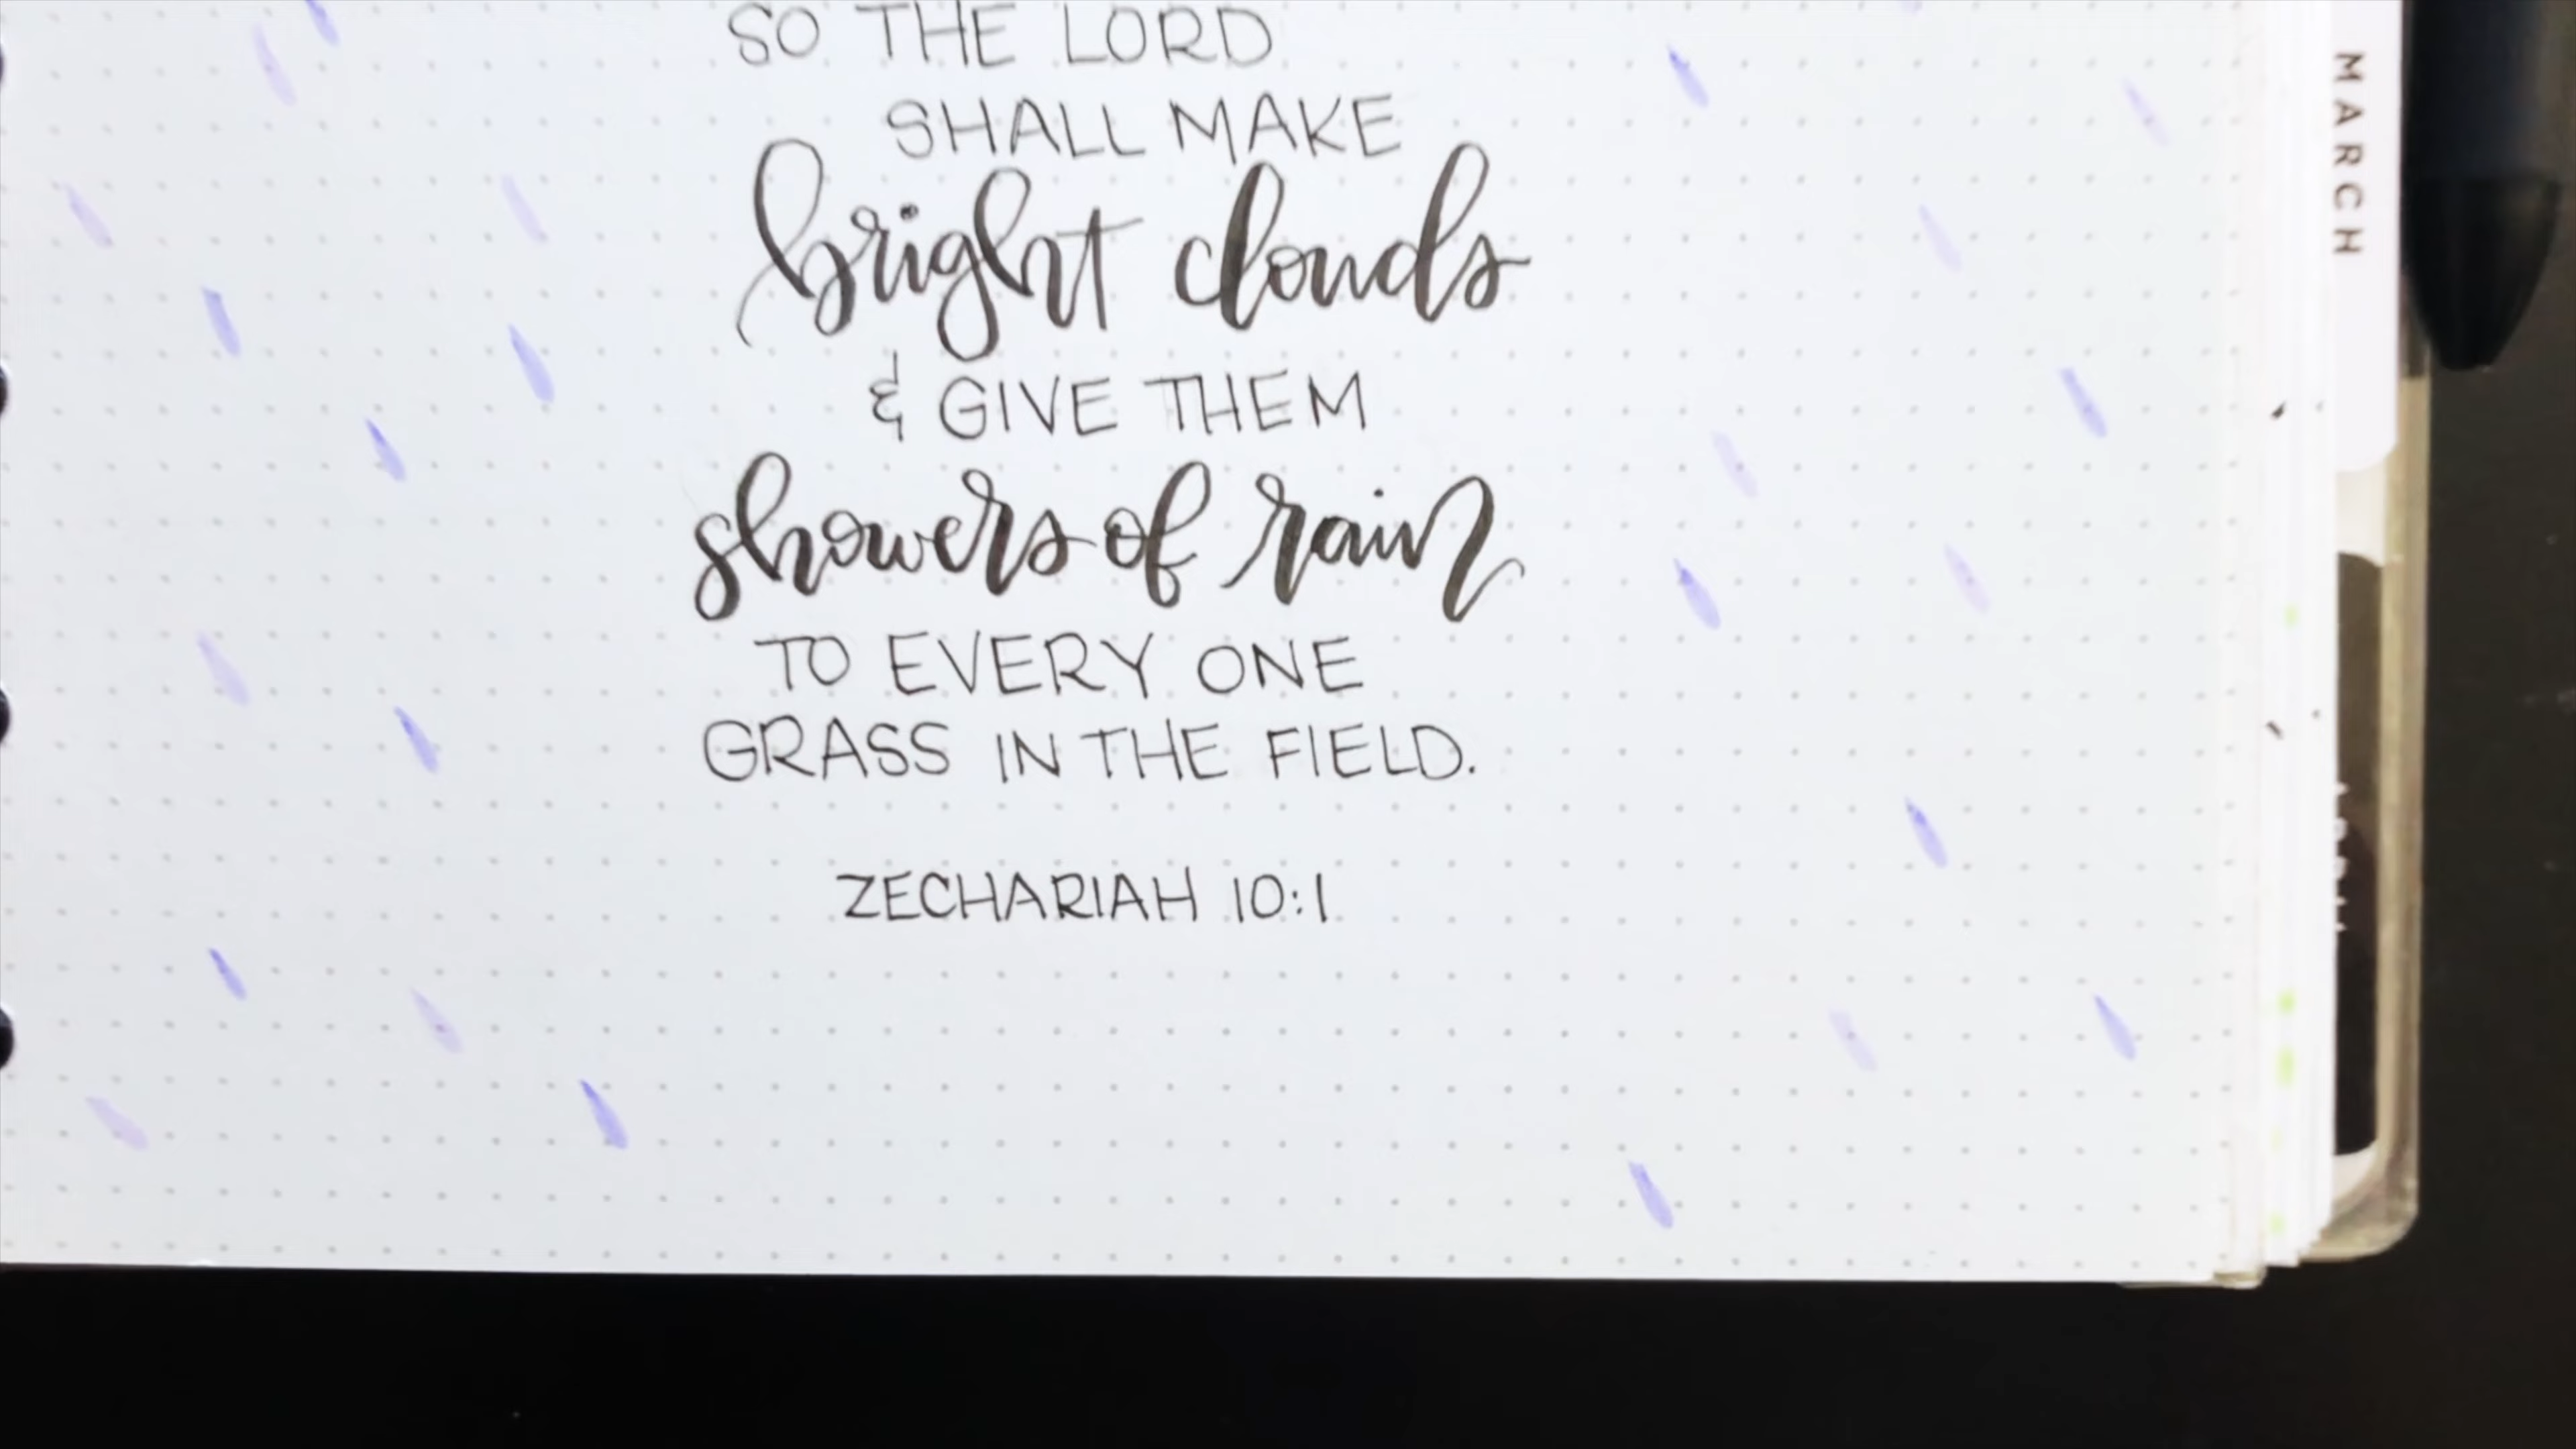 SO THE LORD
SHALL MAKE
bright clouds
& GIVE THEM
showers of rain
TO EVERY ONE
GRASS IN THE FIELD.
ZECHARIAH 10:1
MARCH
APRIL